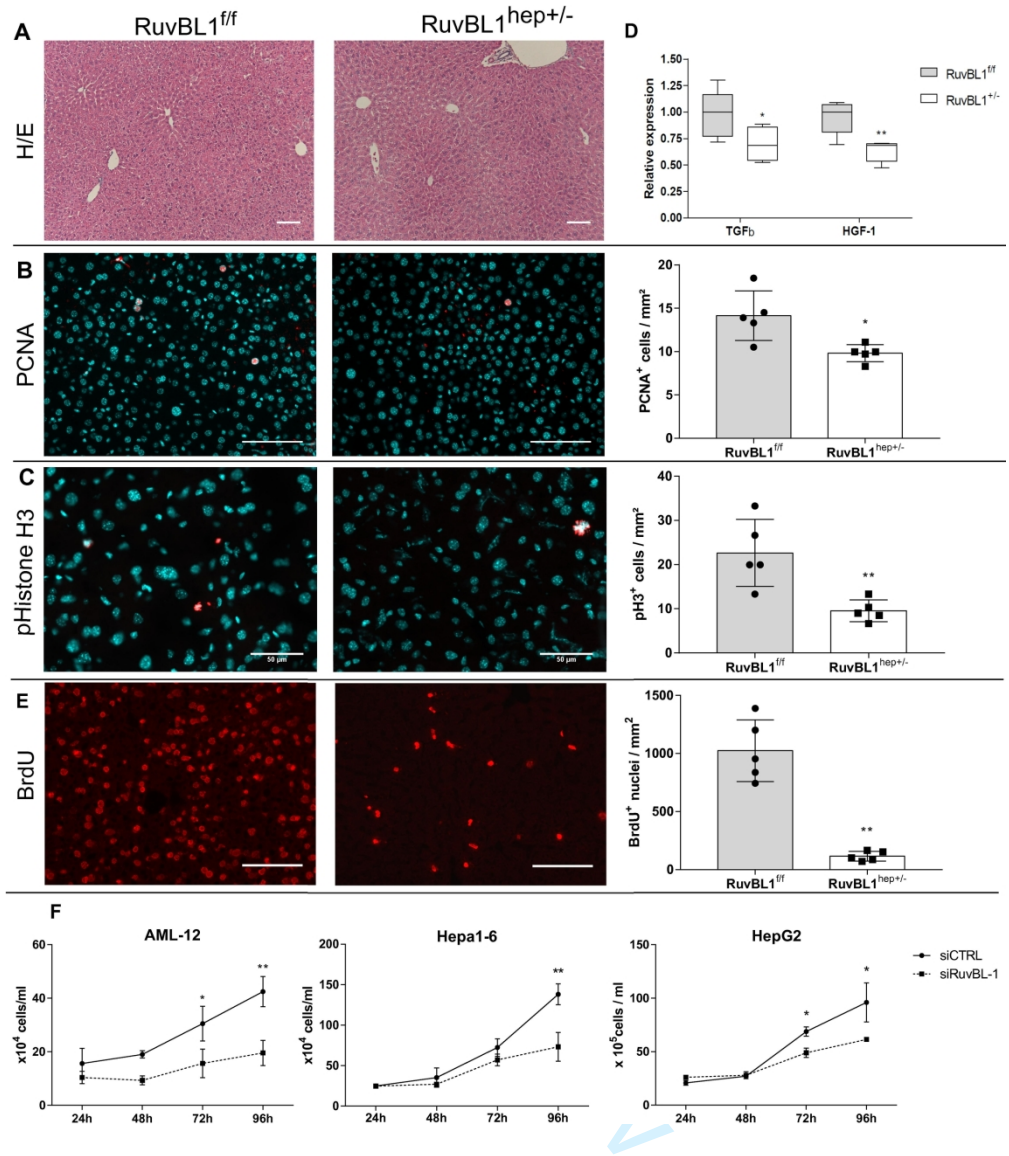 RuvBL1f/f
RuvBL1hep+/-
A
H/E
D
1.50
1.25
1.00
0.75
0.50
0.25
0.00
Relative expression
*
**
TGFb
HGF-1
RuvBL1f/f
RuvBL1+/-
B
PCNA
20
15
10
5
0
PCNA+ cells / mm²
*
RuvBL1f/f
RuvBL1hep+/-
C
pHistone H3
50 µm
50 µm
40
30
20
10
0
pH3+ cells / mm²
**
RuvBL1f/f
RuvBL1hep+/-
E
BrdU
1500
1000
500
0
BrdU+ nuclei / mm2
**
RuvBL1f/f
RuvBL1hep+/-
F
AML-12
60
40
20
0
x104 cells/ml
*
**
24h 48h 72h 96h
Hepa1-6
200
150
100
50
0
x104 cells/ml
**
24h 48h 72h 96h
HepG2
150
100
50
0
x 105cells / ml
*
*
24h 48h 72h 96h
siCTRL
siRuvBL-1